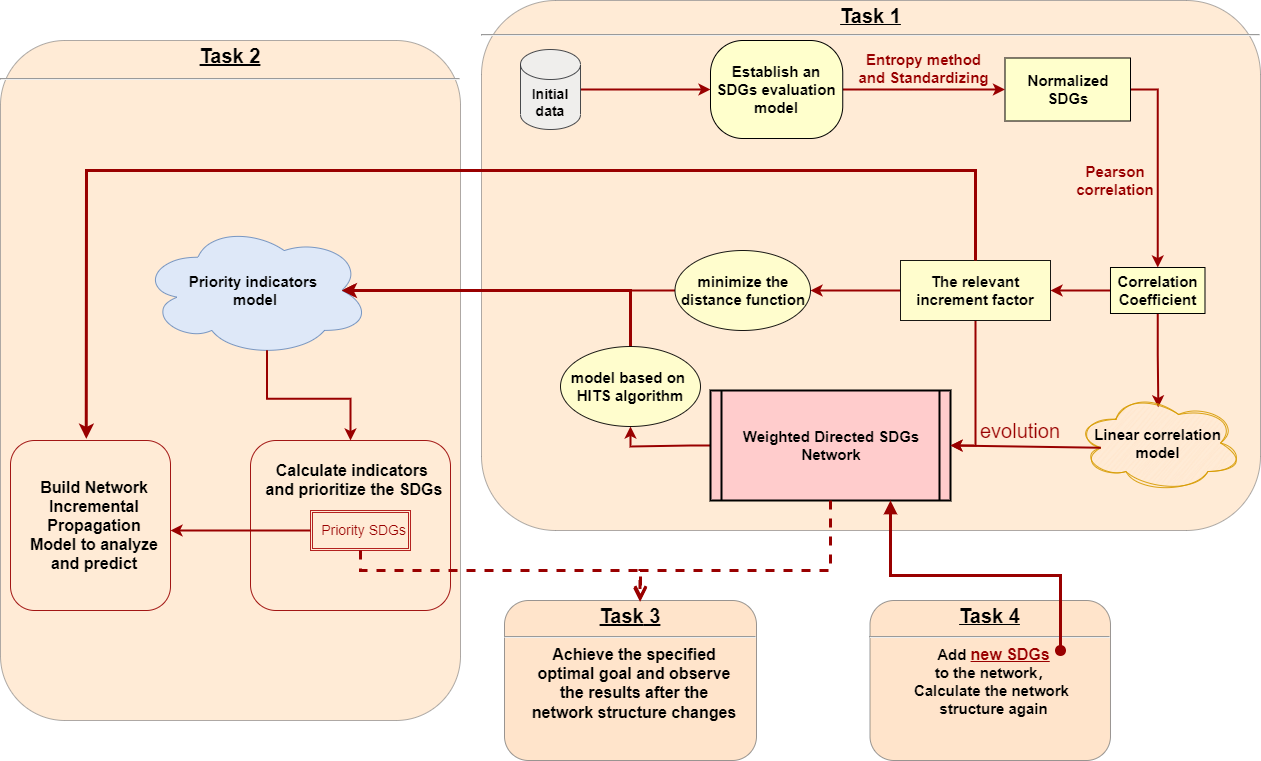 Task 1
Initial
data
Establish an
SDGs evaluation
model
Entropy method
and Standardizing
Normalized
SDGs
Pearson
correlation
Correlation
Coefficient
The relevant
increment factor
minimize the
distance function
model based on
HITS algorithm
Weighted Directed SDGs
Network
evolution
Linear correlation
model
Task 2
Priority indicators
model
Calculate indicators
and prioritize the SDGs
Priority SDGs
Build Network
Incremental
Propagation
Model to analyze
and predict
Task 3
Achieve the specified
optimal goal and observe
the results after the
network structure changes
Task 4
Add new SDGs
to the network,
Calculate the network
structure again